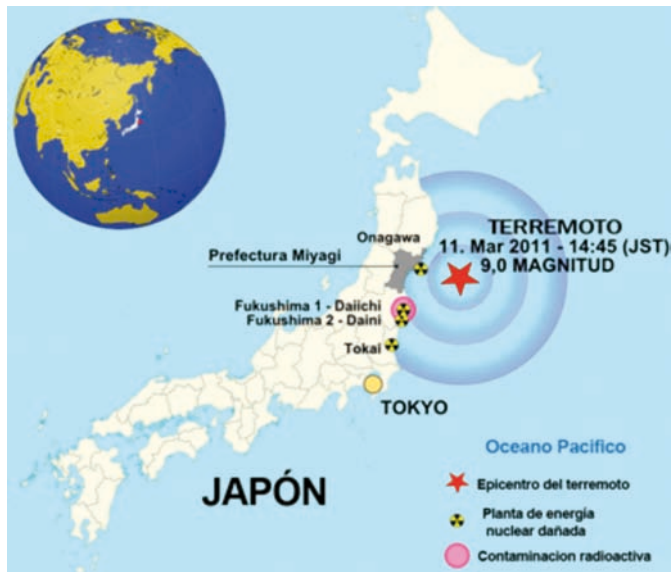 TERREMOTO
11. Mar 2011 - 14:45 (JST)
9,0 MAGNITUD
Onagawa
Prefectura Miyagi
Fukushima 1 - Daiichi
Fukushima 2 - Daini
Tokai
TOKYO
JAPÓN
Oceano Pacifico
Epicentro del terremoto
Planta de energía
nuclear dañada
Contaminacion radioactiva